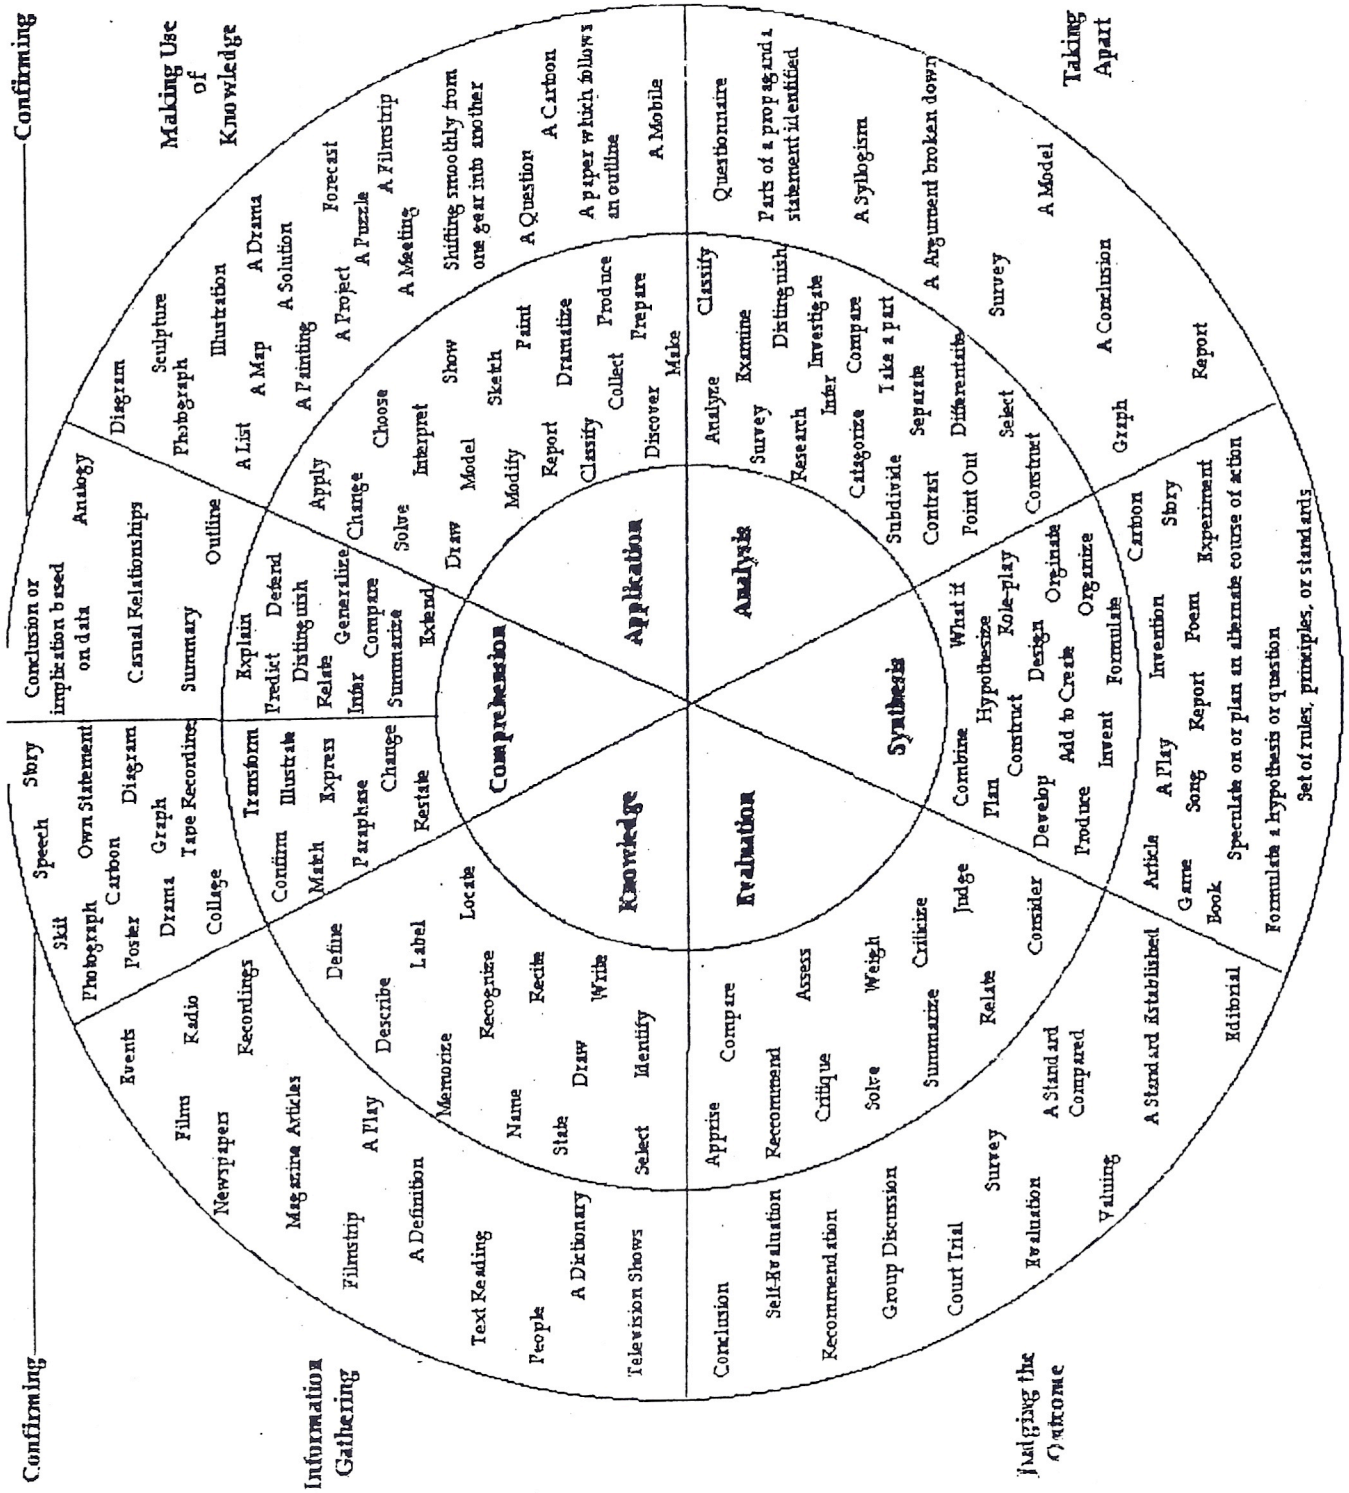 Confirming
Confirming
Making Use
of
Knowledge
Information
Gathering
Taking
Apart
Judging the
Outcome
Knowledge
Comprehension
Application
Analysis
Synthesis
Evaluation
Define
Locate
Describe
Label
Memorize
Recognize
Name
Recite
State
Draw
Write
Select
Identify
Events
Radio
Recordings
Films
Newspapers
Magazine Articles
A Play
Filmstrip
A Definition
Text Reading
People
A Dictionary
Television Shows
Transform
Confirm
Illustrate
Match
Express
Paraphase
Change
Restate
Speech
Story
Skit
Photograph
Own Statement
Cartoon
Poster
Diagram
Drama
Graph
Tape Recording
Collage
Explain
Predict
Defend
Distinguish
Relate
Generalize
Infer
Compare
Summarize
Extend
Conclusion or
implication based
on data
Analogy
Casual Relationships
Summary
Outline
Apply
Change
Choose
Solve
Interpret
Draw
Model
Show
Modify
Sketch
Report
Paint
Classify
Dramatize
Collect
Produce
Discover
Prepare
Make
Diagram
Sculpture
Photograph
Illustration
A List
A Map
A Drama
A Solution
A Painting
A Project
Forecast
A Puzzle
A Filmstrip
A Meeting
Shifting smoothly from
one gear into another
A Question
A Cartoon
A paper which follows
an outline
A Mobile
Classify
Analyze
Examine
Survey
Distinguish
Research
Investigate
Infer
Compare
Catagorize
Take a part
Subdivide
Separate
Contrast
Differentiate
Point Out
Select
Construct
Questionnaire
Parts of a propaganda
statement identified
A Syllogism
A Argument broken down
Survey
A Model
A Conclusion
Graph
Report
Combine
What if
Plan
Hypothesize
Role-play
Construct
Develop
Design
Orginate
Produce
Add to Create
Organize
Invent
Formulate
Cartoon
Article
A Play
Invention
Story
Game
Song
Report
Poem
Experiment
Book
Speculate on or plan an alternate course of action
Formulate a hypothesis or question
Set of rules, principles, or standards
Apprise
Compare
Reccommend
Assess
Critique
Solve
Weigh
Summarize
Criticize
Judge
Relate
Consider
Conclusion
Self-Evaluation
Recommendation
Group Discussion
Court Trial
Survey
Evaluation
A Standard
Compared
Valuing
A Standard Established
Editorial